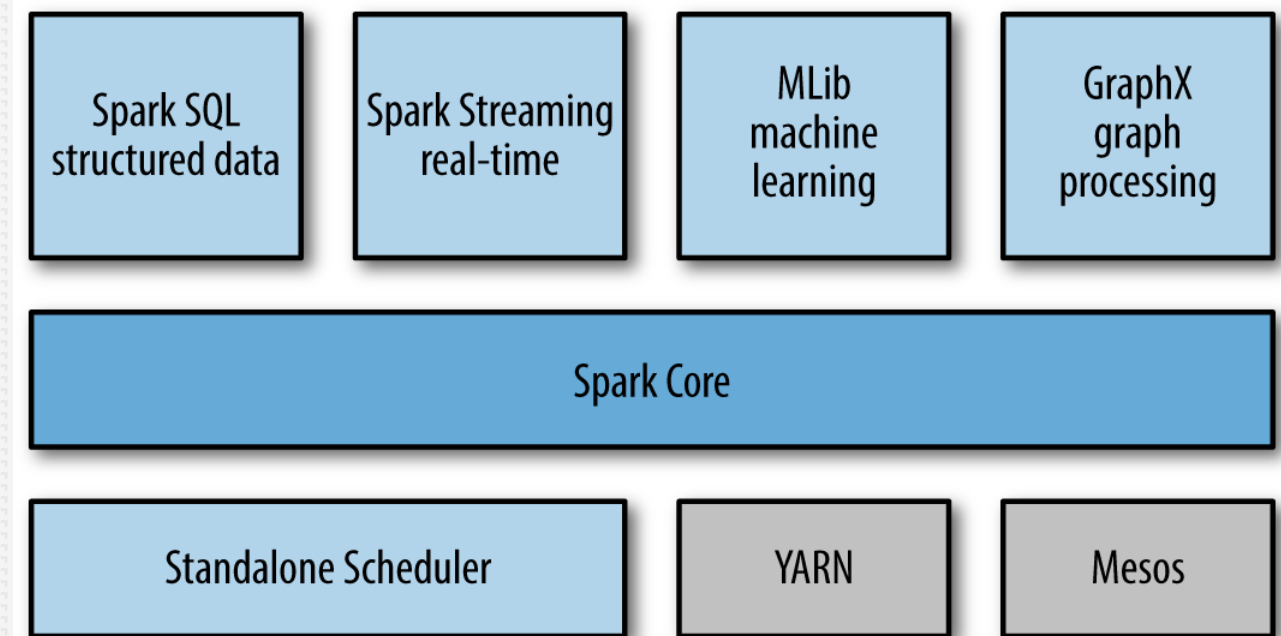 Spark SQL
structured data
Spark Streaming
real-time
MLib
machine
learning
GraphX
graph
processing
Spark Core
Standalone Scheduler
YARN
Mesos